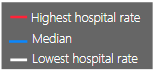 Highest hospital rate
Median
Lowest hospital rate